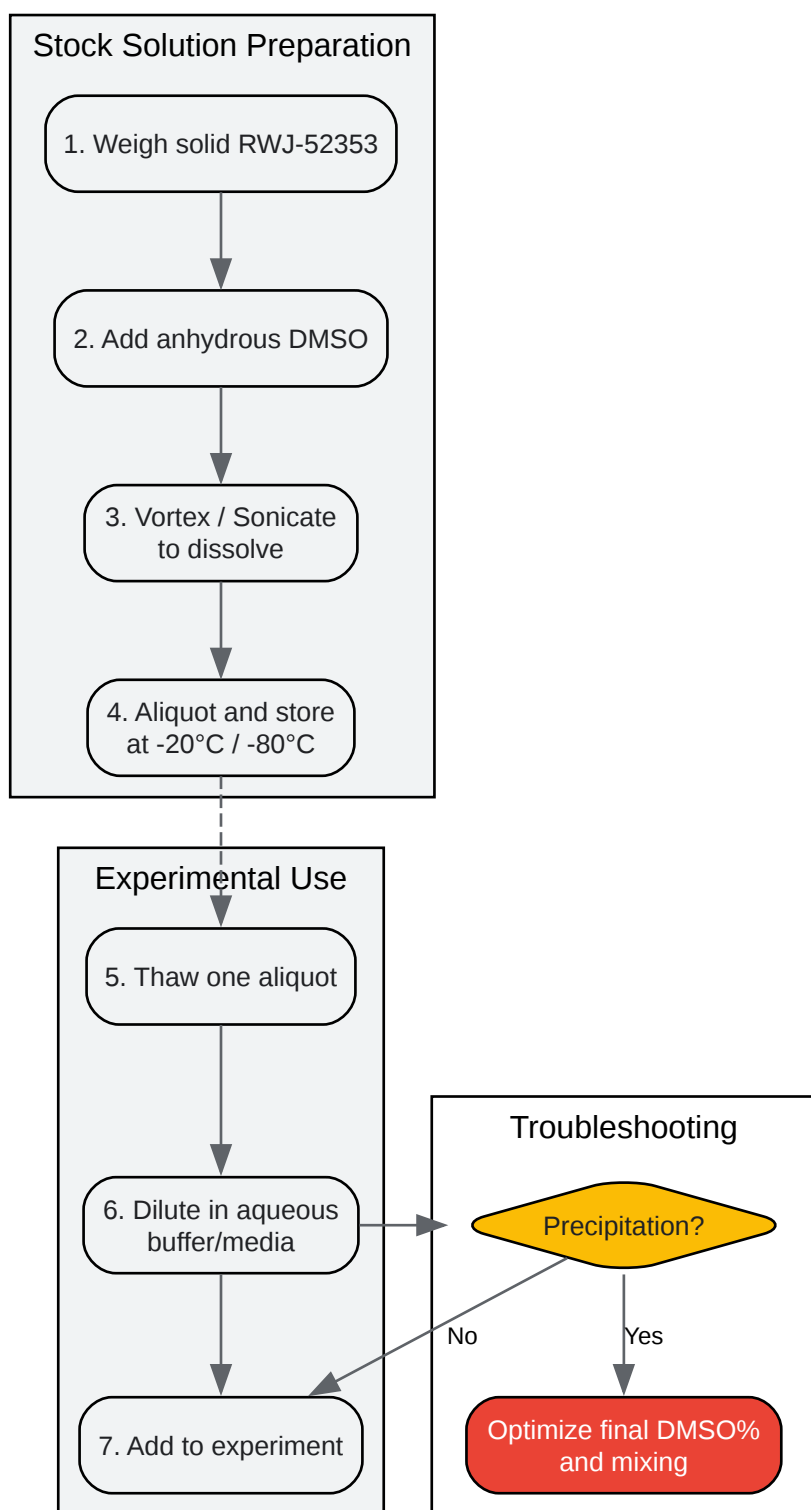 Stock Solution Preparation
1. Weigh solid RWJ-52353
2. Add anhydrous DMSO
3. Vortex / Sonicate
to dissolve
4. Aliquot and store
at -20°C / -80°C
Experimental Use
5. Thaw one aliquot
6. Dilute in aqueous
buffer/media
7. Add to experiment
Troubleshooting
Precipitation?
No
Yes
Optimize final DMSO%
and mixing